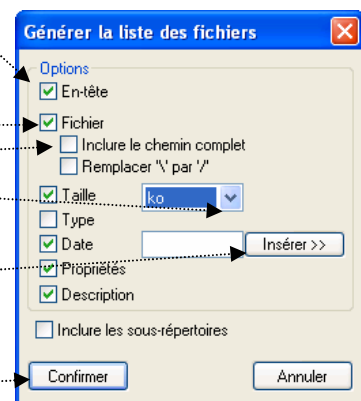 Générer la liste des fichiers
Options
En-tête
Fichier
Inclure le chemin complet
Remplacer '\' par '/'
Taille ko
Type
Date Insérer >>
Propriétés
Description
Inclure les sous-répertoires
Confirmer Annuler